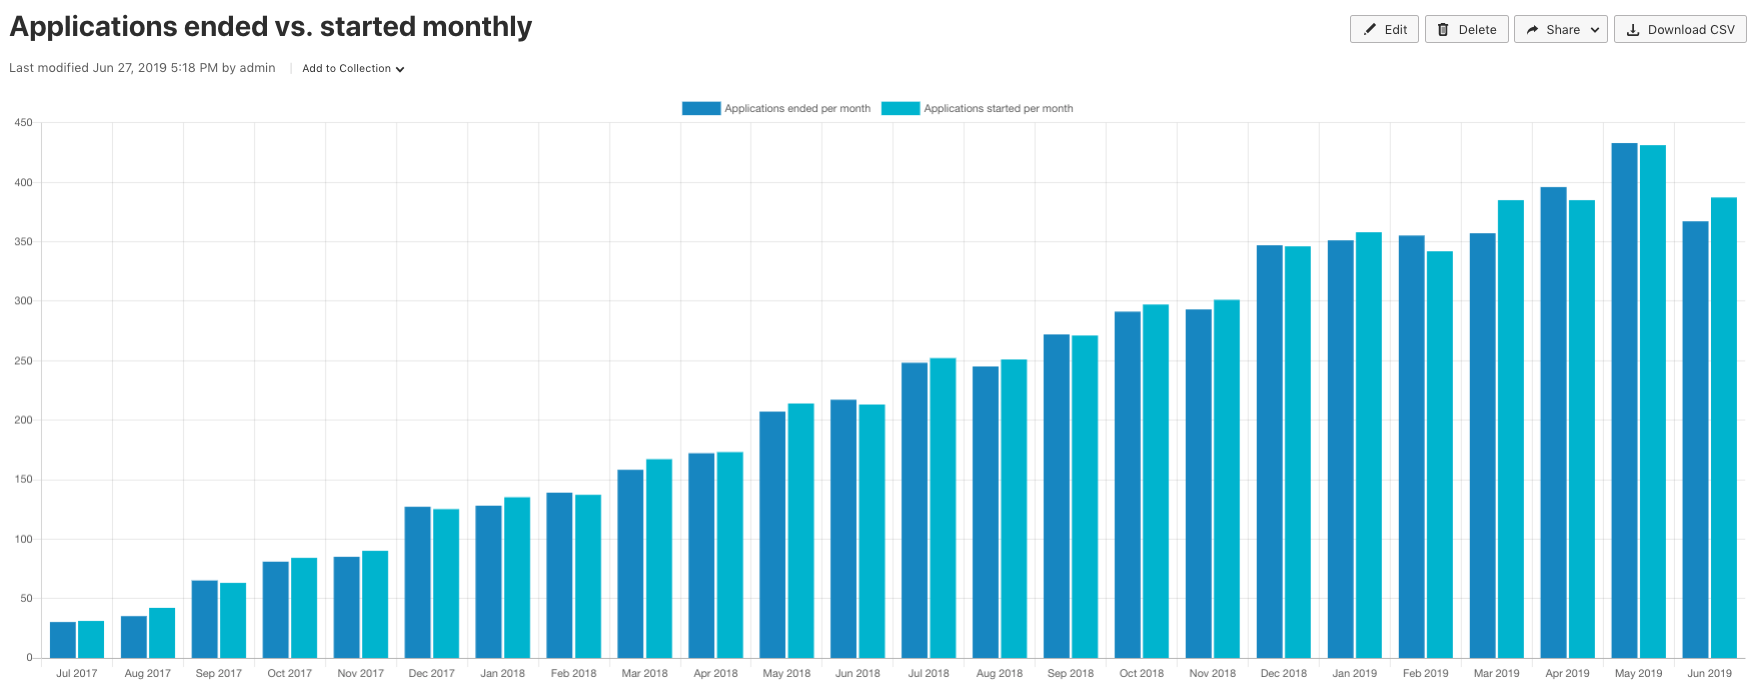 Applications ended vs. started monthly
Edit Delete Share Download CSV
Last modified Jun 27, 2019 5:18 PM by admin Add to Collection
Applications ended per month Applications started per month
450
400
350
300
250
200
150
100
50
0
Jul 2017 Aug 2017 Sep 2017 Oct 2017 Nov 2017 Dec 2017 Jan 2018 Feb 2018 Mar 2018 Apr 2018 May 2018 Jun 2018 Jul 2018 Aug 2018 Sep 2018 Oct 2018 Nov 2018 Dec 2018 Jan 2019 Feb 2019 Mar 2019 Apr 2019 May 2019 Jun 2019